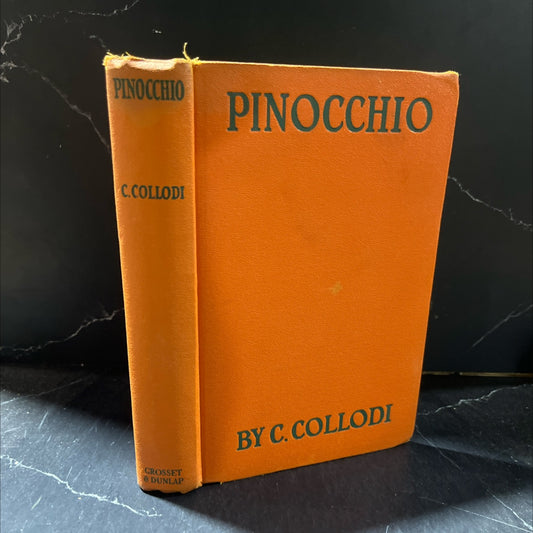 PINOCCHIO
C. COLLODI
GROSSET
& DUNLAP
PINOCCHIO
BY C. COLLODI